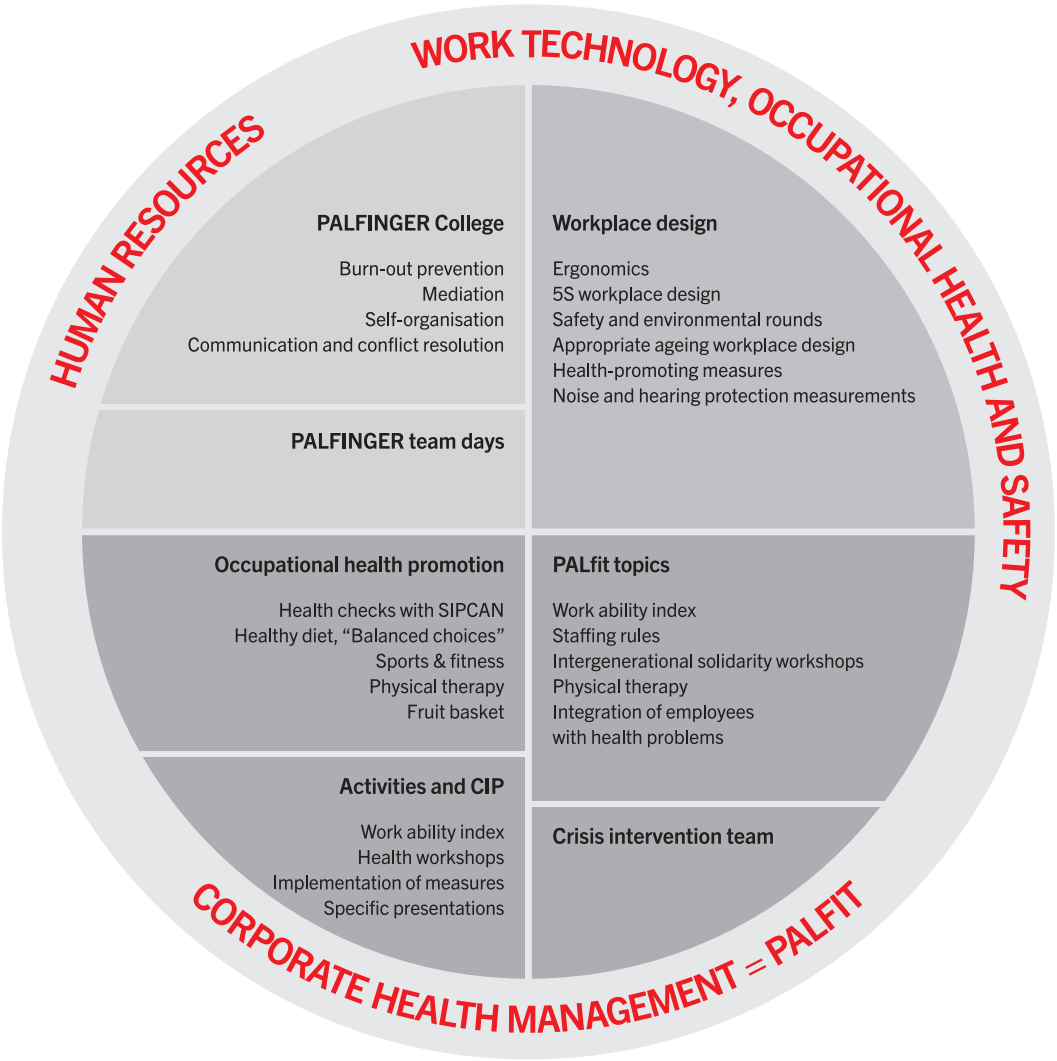 WORK TECHNOLOGY, OCCUPATIONAL HEALTH AND SAFETY
HUMAN RESOURCES
PALFINGER College
Burn-out prevention
Mediation
Self-organisation
Communication and conflict resolution
PALFINGER team days
Workplace design
Ergonomics
5S workplace design
Safety and environmental rounds
Appropriate ageing workplace design
Health-promoting measures
Noise and hearing protection measurements
Occupational health promotion
Health checks with SIPCAN
Healthy diet, “Balanced choices”
Sports & fitness
Physical therapy
Fruit basket
Activities and CIP
Work ability index
Health workshops
Implementation of measures
Specific presentations
PALfit topics
Work ability index
Staffing rules
Intergenerational solidarity workshops
Physical therapy
Integration of employees
with health problems
Crisis intervention team
CORPORATE HEALTH MANAGEMENT = PALFIT